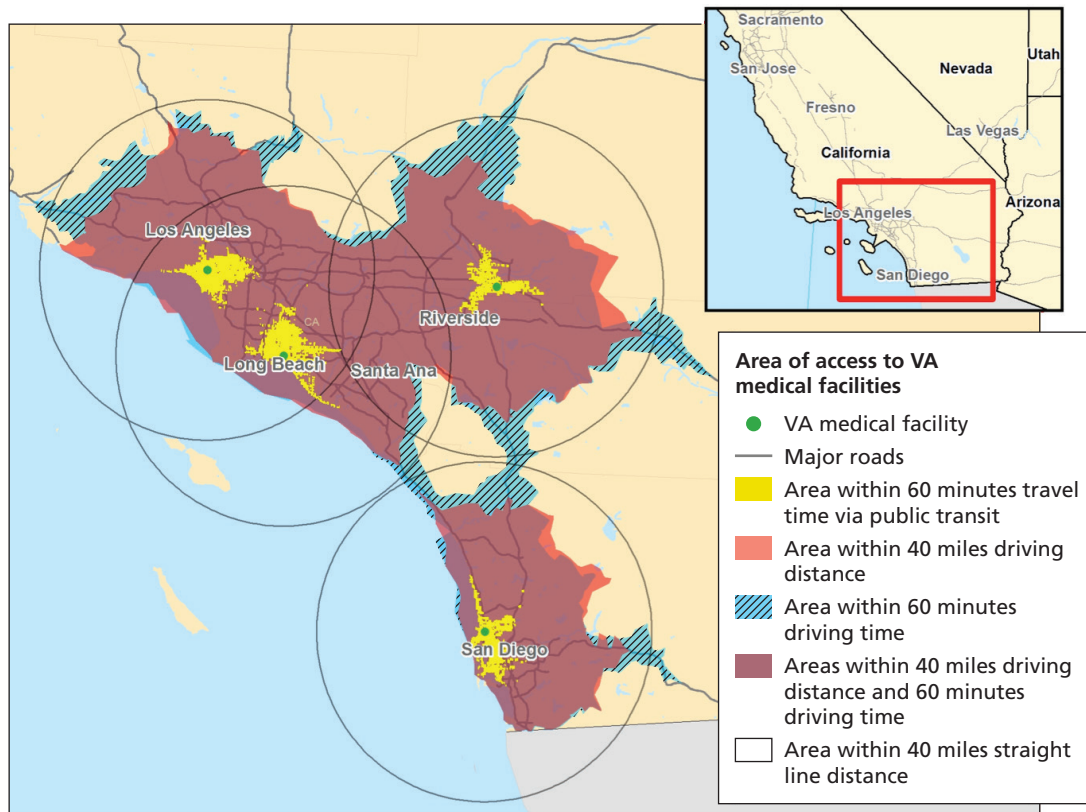 Sacramento
San Jose
Nevada
Utah
Fresno
Las Vegas
California
Los Angeles
Arizona
San Diego
Los Angeles
Riverside
CA
Long Beach
Santa Ana
San Diego
Area of access to VA
medical facilities
VA medical facility
Major roads
Area within 60 minutes travel
time via public transit
Area within 40 miles driving
distance
Area within 60 minutes
driving time
Areas within 40 miles driving
distance and 60 minutes
driving time
Area within 40 miles straight
line distance